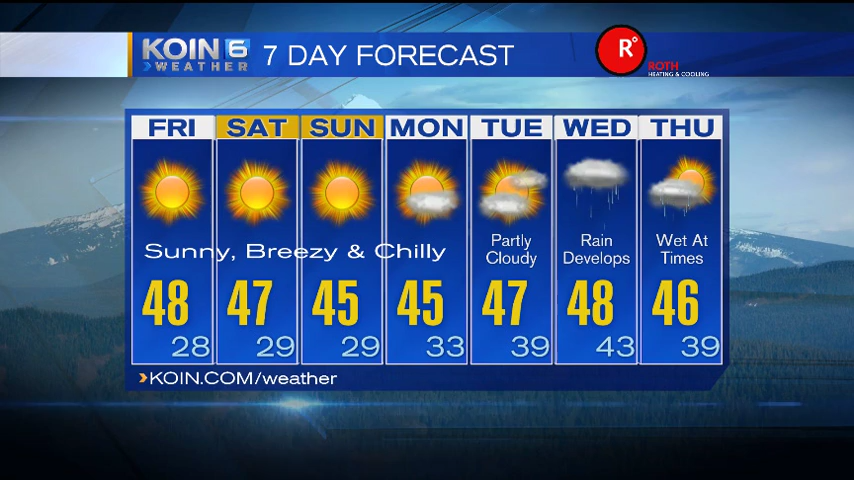 KOIN 6
WEATHER
7 DAY FORECAST
R°
ROTH
HEATING & COOLING
FRI SAT SUN MON TUE WED THU
Sunny, Breezy & Chilly
Partly Cloudy
Rain Develops
Wet At Times
48 47 45 45 47 48 46
28 29 29 33 39 43 39
KOIN.COM/weather